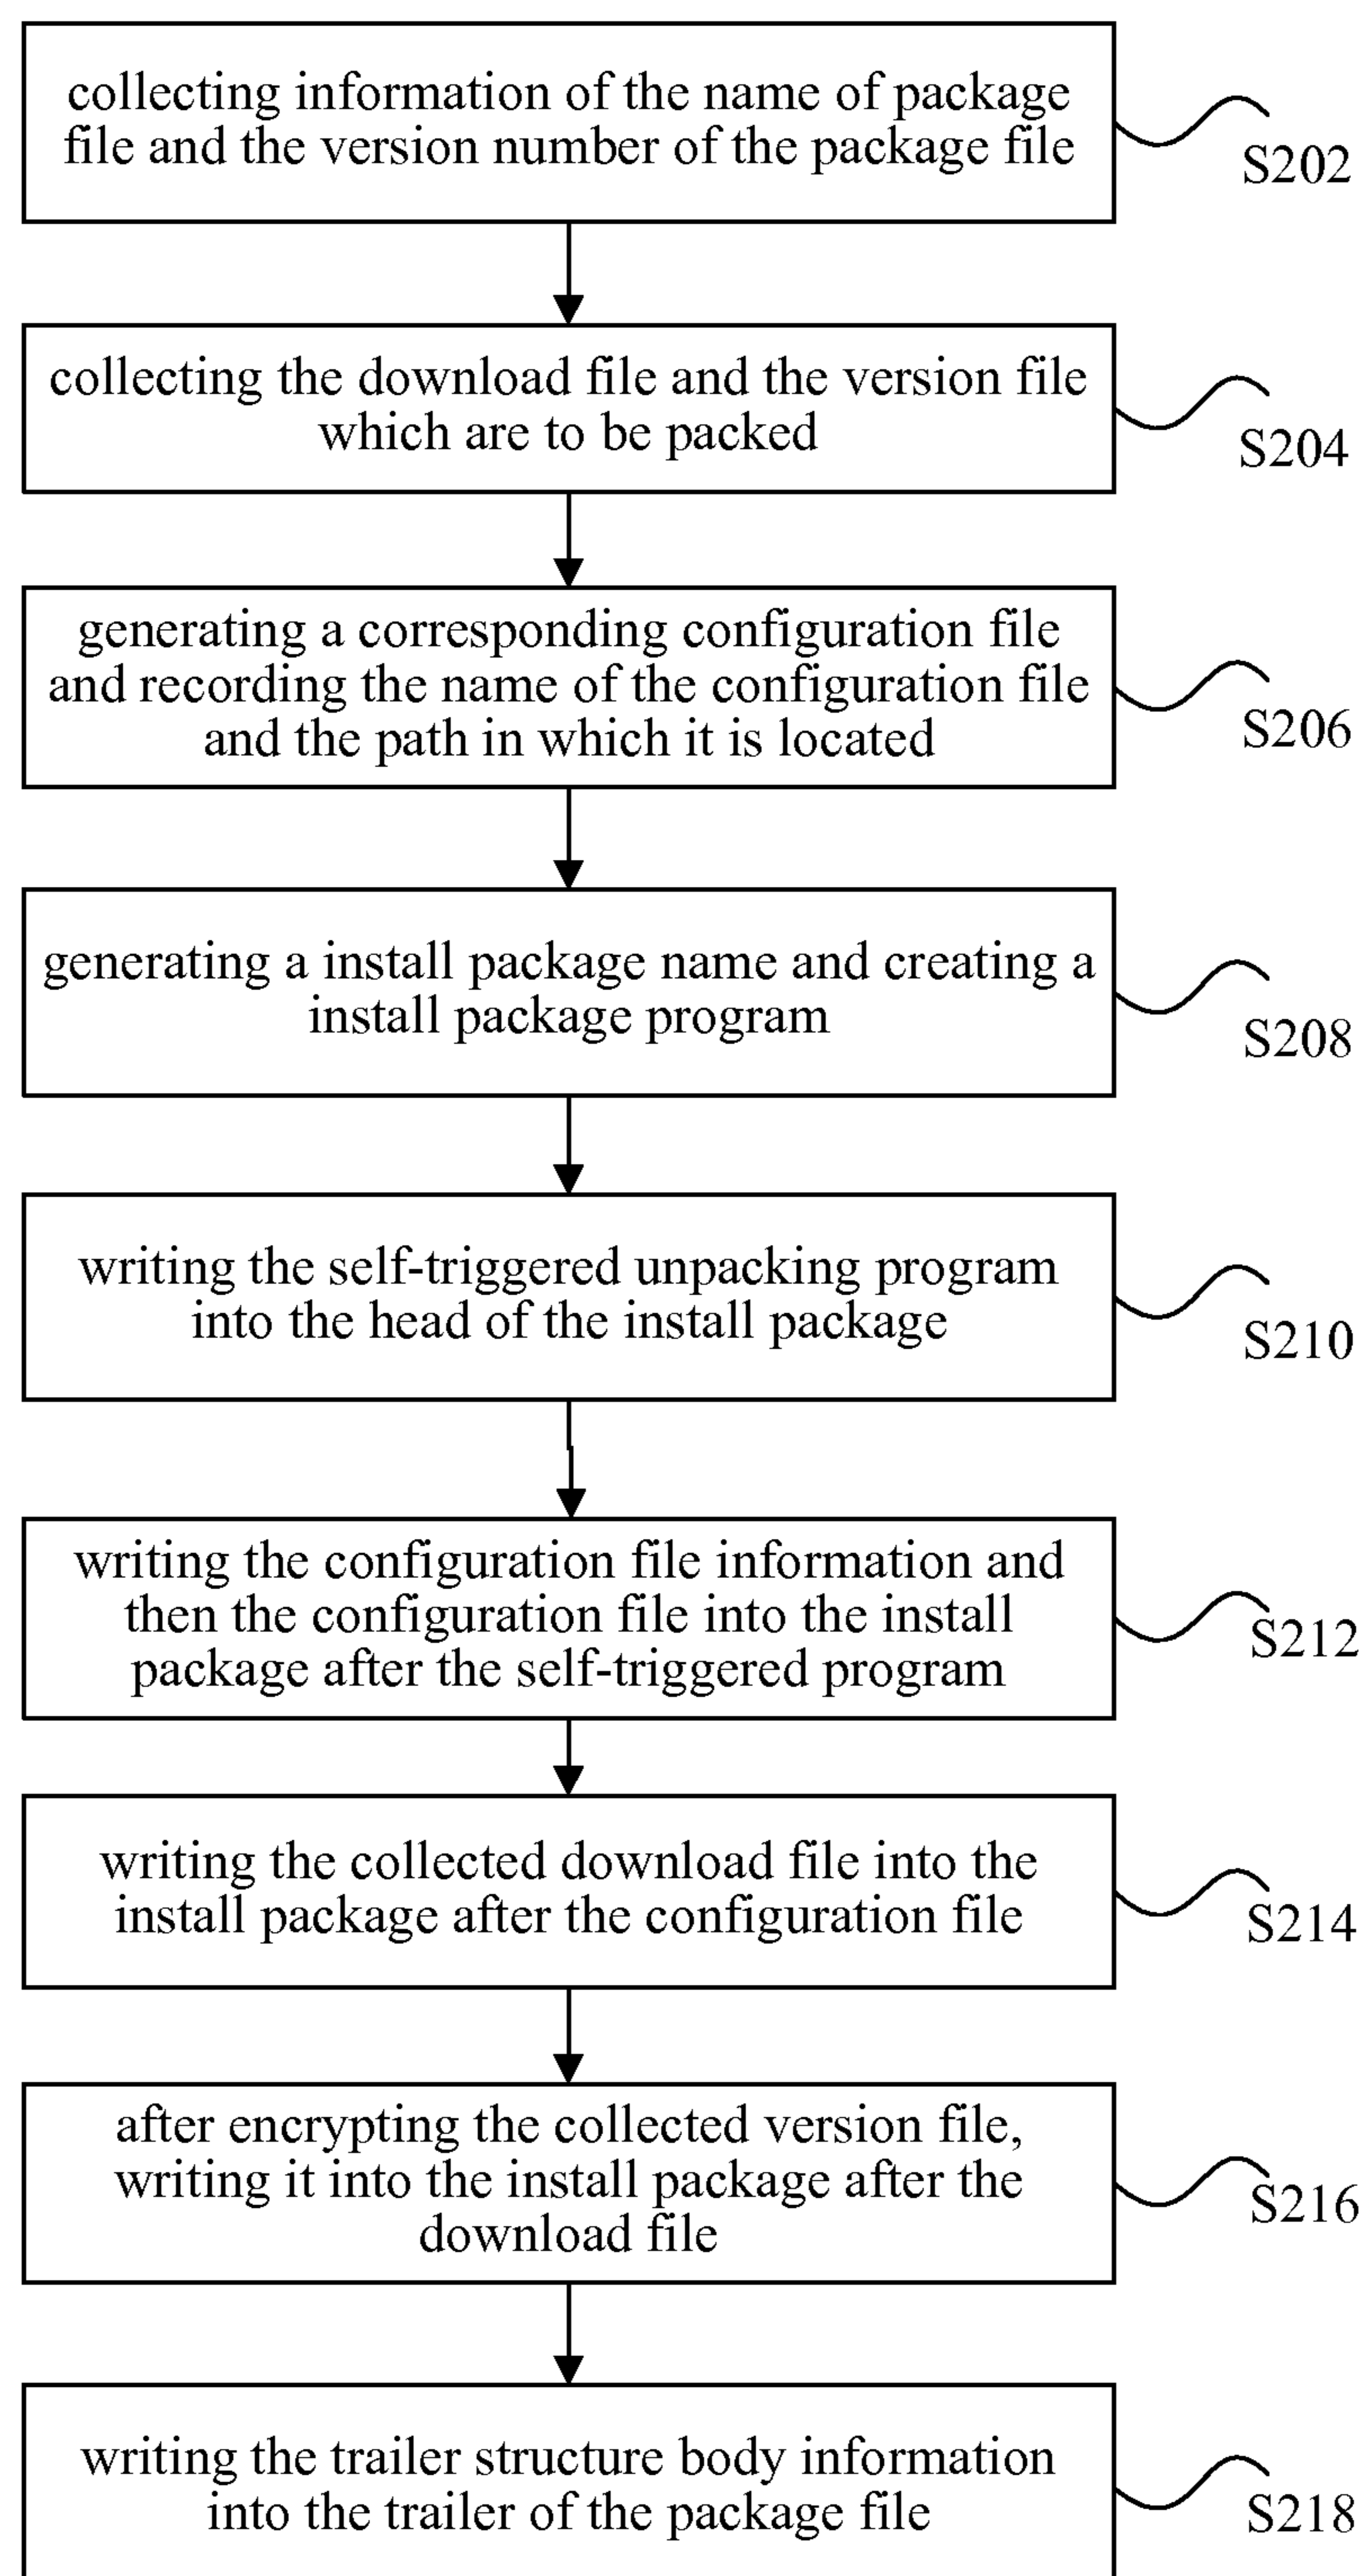 collecting information of the name of package
file and the version number of the package file
S202
collecting the download file and the version file
which are to be packed
S204
generating a corresponding configuration file
and recording the name of the configuration file
and the path in which it is located
S206
generating a install package name and creating a
install package program
S208
writing the self-triggered unpacking program
into the head of the install package
S210
writing the configuration file information and
then the configuration file into the install
package after the self-triggered program
S212
writing the collected download file into the
install package after the configuration file
S214
after encrypting the collected version file,
writing it into the install package after the
download file
S216
writing the trailer structure body information
into the trailer of the package file
S218